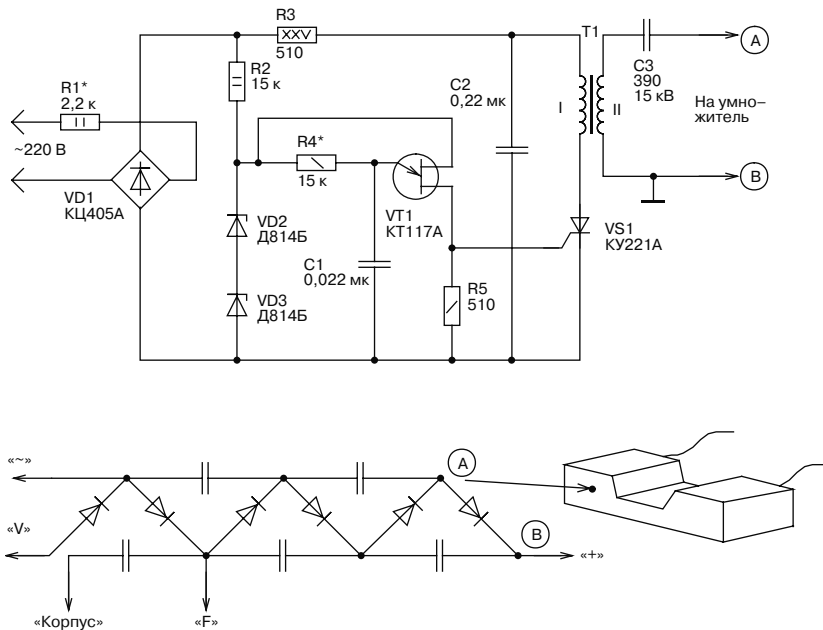 R3
510
T1
А
R2
15 к
C2
0,22 мк
C3
390
15 кВ
R1*
2,2 к
I
II
На умно–
житель
R4*
15 к
~220 В
VD1
КЦ405А
В
VD2
Д814Б
VT1
КТ117А
VS1
КУ221А
C1
0,022 мк
VD3
Д814Б
R5
510
«~»
А
«V»
В
«+»
«Корпус»
«F»